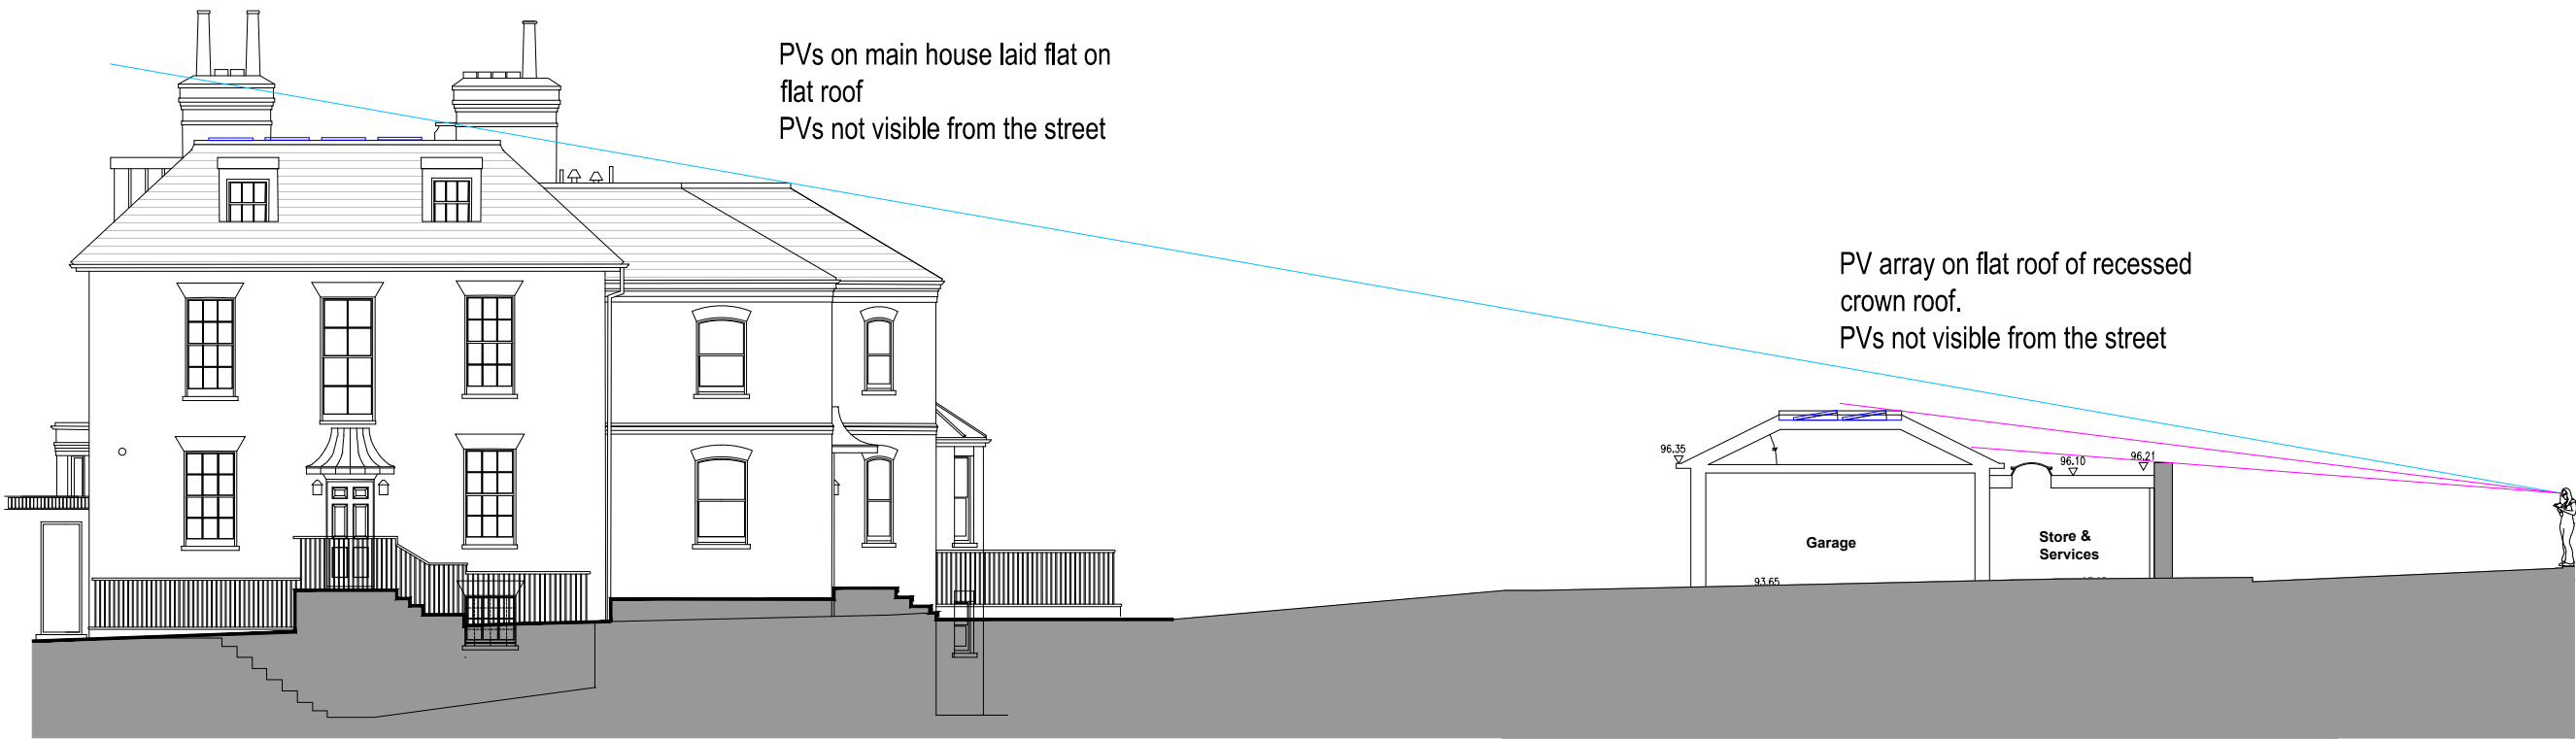 PVs on main house laid flat on
flat roof
PVs not visible from the street
PV array on flat roof of recessed
crown roof.
PVs not visible from the street
96.35
96.10
96.21
Garage
Store &
Services
93.65